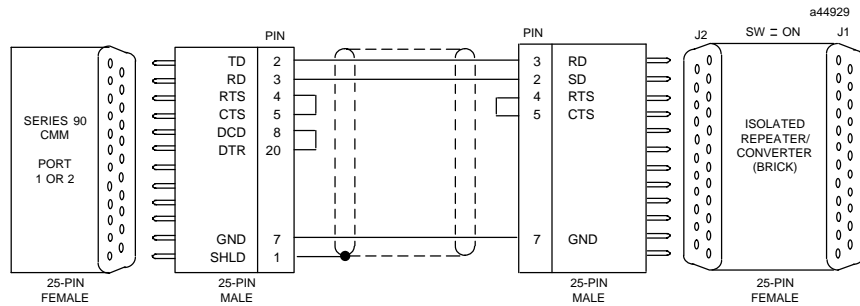 a44929
PIN
PIN
J2
SW = ON
J1
TD 2
RD 3
RTS 4
CTS 5
DCD 8
DTR 20
GND 7
SHLD 1
3 RD
2 SD
4 RTS
5 CTS
7 GND
SERIES 90
CMM
PORT
1 OR 2
ISOLATED
REPEATER/
CONVERTER
(BRICK)
25-PIN
FEMALE
25-PIN
MALE
25-PIN
MALE
25-PIN
FEMALE